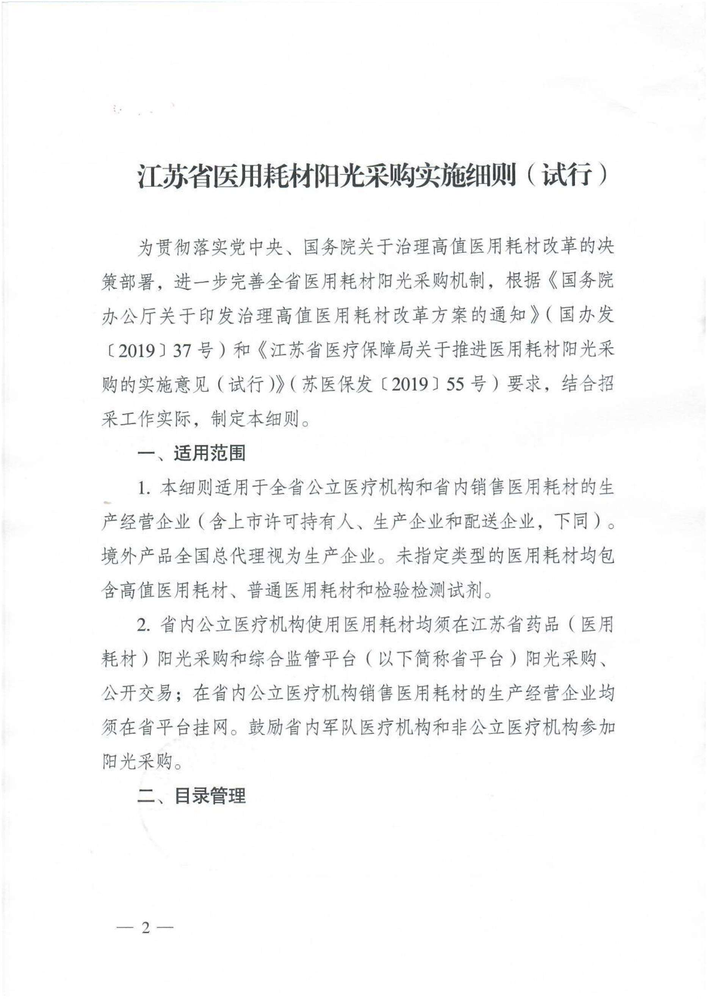 江苏省医用耗材阳光采购实施细则（试行）
为贯彻落实党中央、国务院关于治理高值医用耗材改革的决
策部署，进一步完善全省医用耗材阳光采购机制，根据《国务院
办公厅关于印发治理高值医用耗材改革方案的通知》（国办发
〔2019〕37 号）和《江苏省医疗保障局关于推进医用耗材阳光采
购的实施意见（试行）》（苏医保发〔2019〕55 号）要求，结合招
采工作实际，制定本细则。
一、适用范围
1. 本细则适用于全省公立医疗机构和省内销售医用耗材的生
产经营企业（含上市许可持有人、生产企业和配送企业，下同）。
境外产品全国总代理视为生产企业。未指定类型的医用耗材均包
含高值医用耗材、普通医用耗材和检验检测试剂。
2. 省内公立医疗机构使用医用耗材均须在江苏省药品（医用
耗材）阳光采购和综合监管平台（以下简称省平台）阳光采购、
公开交易；在省内公立医疗机构销售医用耗材的生产经营企业均
须在省平台挂网。鼓励省内军队医疗机构和非公立医疗机构参加
阳光采购。
二、目录管理
— 2 —